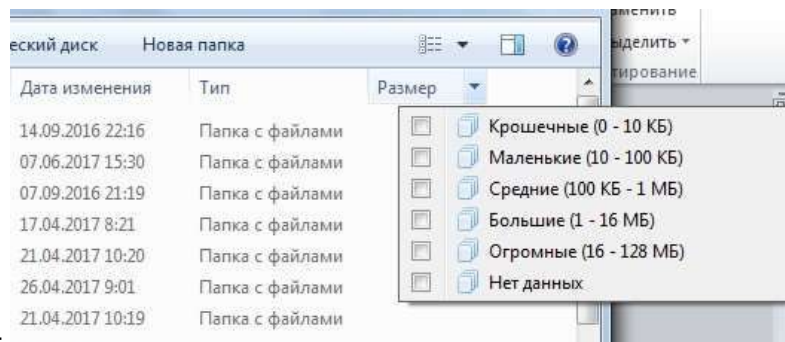 еский диск Новая папка
Дата изменения Тип Размер
14.09.2016 22:16 Папка с файлами
07.06.2017 15:30 Папка с файлами
07.09.2016 21:19 Папка с файлами
17.04.2017 8:21 Папка с файлами
21.04.2017 10:20 Папка с файлами
26.04.2017 9:01 Папка с файлами
21.04.2017 10:19 Папка с файлами
Крошечные (0 - 10 КБ)
Маленькие (10 - 100 КБ)
Средние (100 КБ - 1 МБ)
Большие (1 - 16 МБ)
Огромные (16 - 128 МБ)
Нет данных
аменить
ыделить
тирование